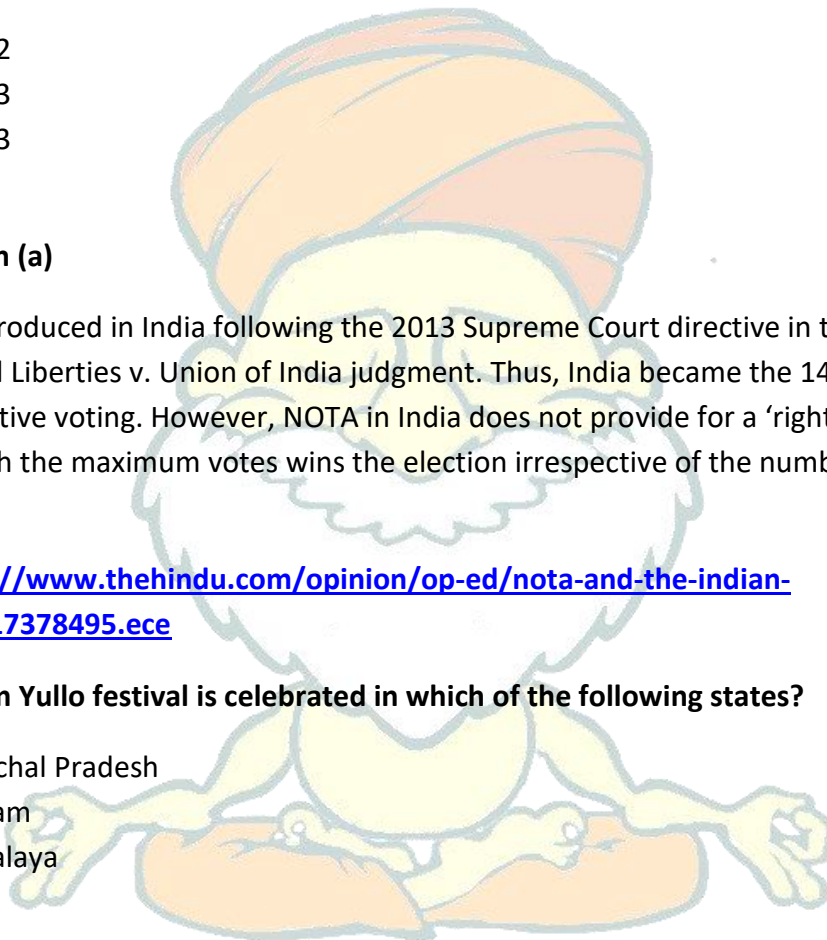 2
3
3
n (a)
roduced in India following the 2013 Supreme Court directive in t
l Liberties v. Union of India judgment. Thus, India became the 14
tive voting. However, NOTA in India does not provide for a ‘right
h the maximum votes wins the election irrespective of the numb
//www.thehindu.com/opinion/op-ed/nota-and-the-indian-
17378495.ece
n Yullo festival is celebrated in which of the following states?
chal Pradesh
am
alaya